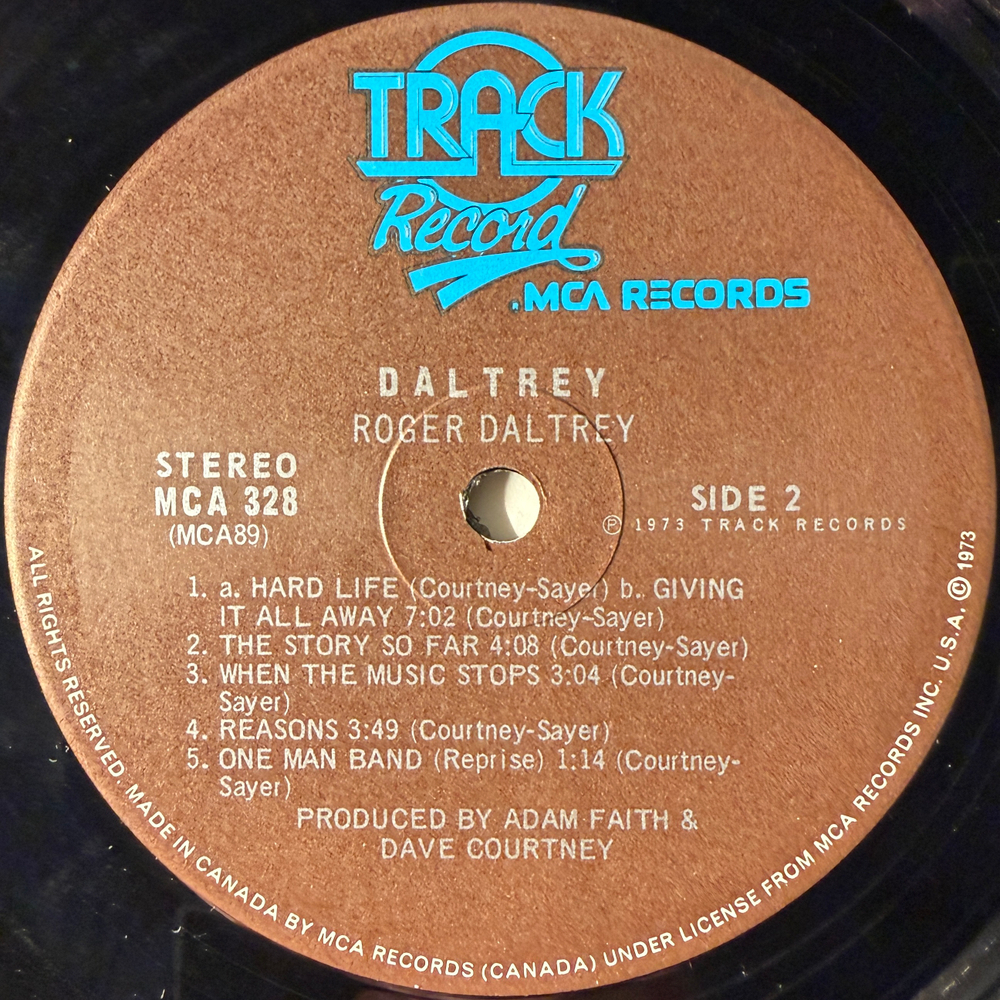 TRACK
Record
.MCA RECORDS
DALTREY
ROGER DALTREY
STEREO
MCA 328
(MCA89)
SIDE 2
Ⓟ 1973 TRACK RECORDS
1. a. HARD LIFE (Courtney-Sayer) b.. GIVING
IT ALL AWAY 7:02 (Courtney-Sayer)
2. THE STORY SO FAR 4:08 (Courtney-Sayer)
3. WHEN THE MUSIC STOPS 3:04 (Courtney-
Sayer)
4. REASONS 3:49 (Courtney-Sayer)
5. ONE MAN BAND (Reprise) 1:14 (Courtney-
Sayer)
PRODUCED BY ADAM FAITH &
DAVE COURTNEY
ALL RIGHTS RESERVED. MADE IN CANADA BY MCA RECORDS (CANADA) UNDER LICENSE FROM MCA RECORDS INC. U.S.A. © 1973